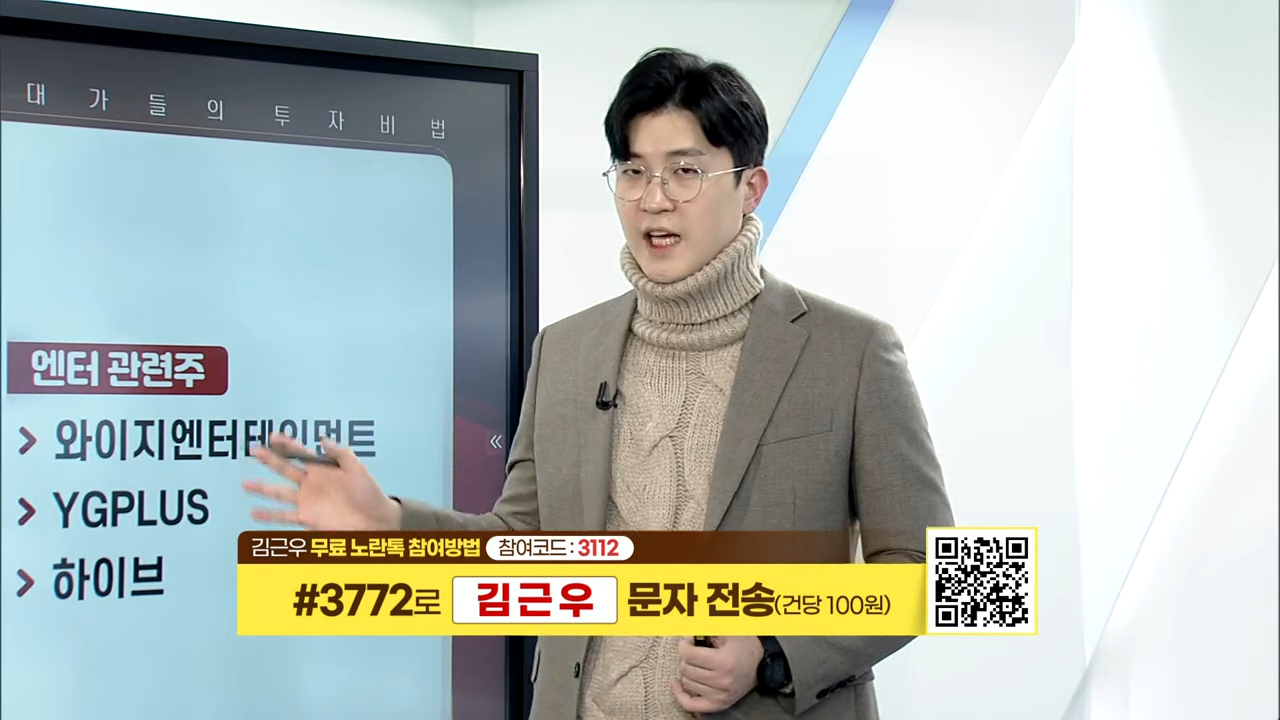 대가들의 투자비법
엔터 관련주
> 와이지엔터테인먼트
> YGPLUS
«
> 하이브
김근우 무료 노란톡 참여방법 참여코드 : 3112
#3772로 김근우 문자 전송(건당 100원)